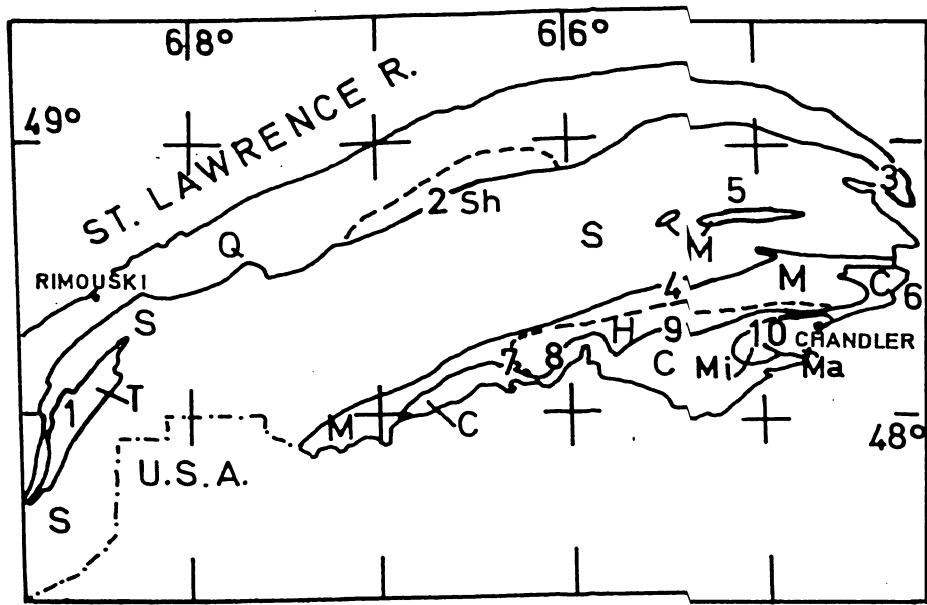 68° 66°
49°
ST. LAWRENCE R.
3
5
2 Sh
Q S M
RIMOUSKI 4 M C
6
S
H 9 10 CHANDLER
7 8 C Mi Ma
1 T
M C 48°
U.S.A.
S